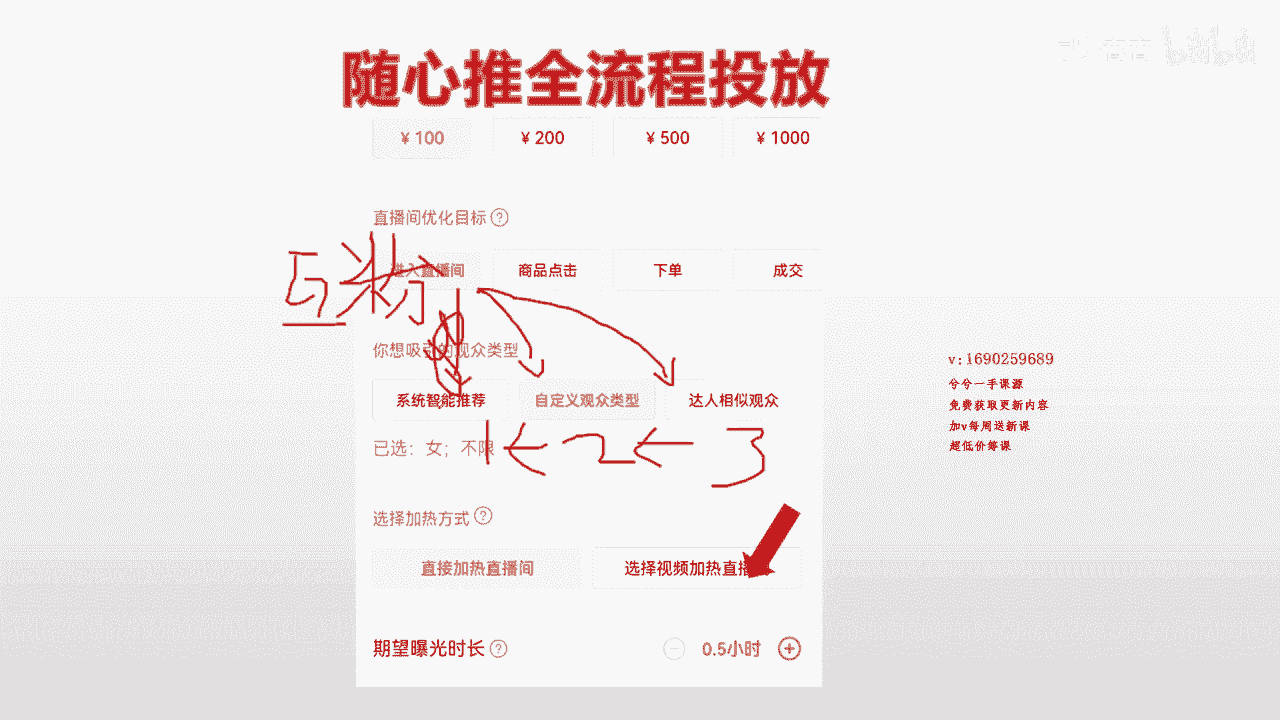 随心推全流程投放
¥ 100 ¥ 200 ¥ 500 ¥ 1000
直播间优化目标 ?
进入直播间 商品点击 下单 成交
互粉
你想吸引的观众类型
系统智能推荐 自定义观众类型 达人相似观众
已选：女；不限
1 2 3
选择加热方式 ?
直接加热直播间 选择视频加热直播
期望曝光时长 ? 0.5小时
v:1690259689
兮兮一手课源
免费获取更新内容
加v每周送新课
超低价筹课
bilibili